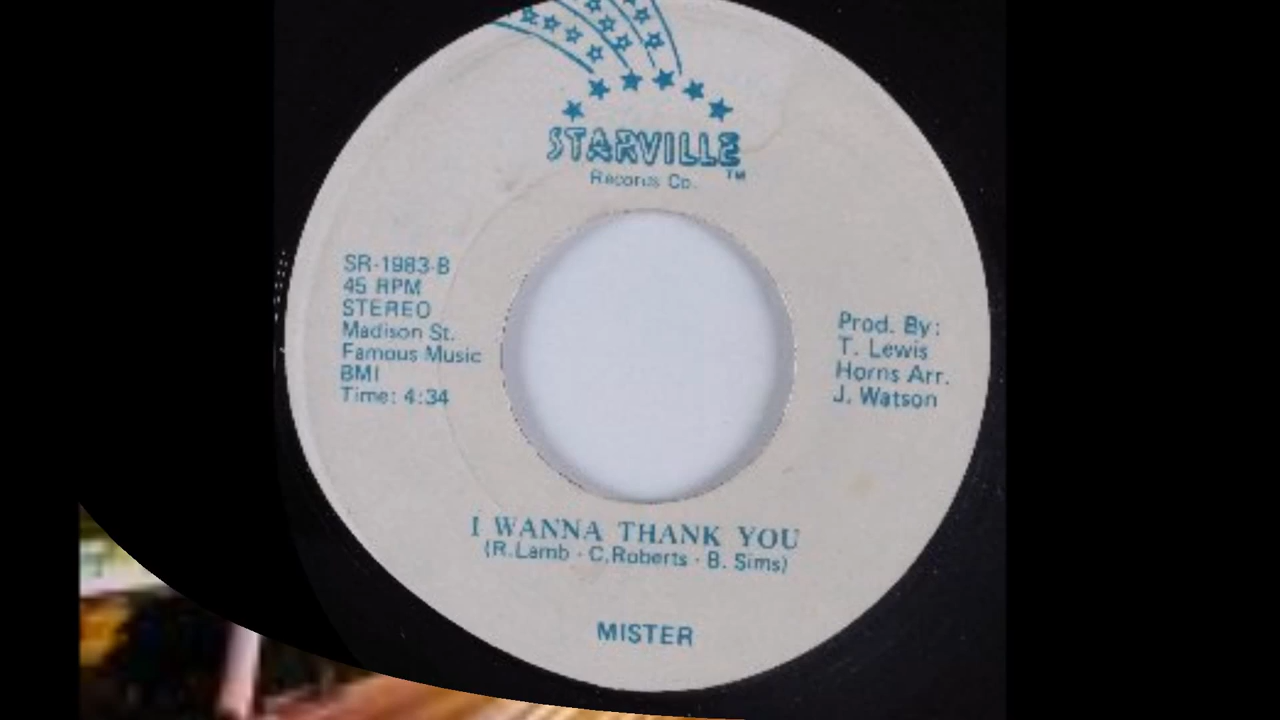 STARVILLE
TM
Records Co.
SR-1983-B
45 RPM
STEREO
Madison St.
Famous Music
BMI
Time: 4:34
Prod. By:
T. Lewis
Horns Arr.
J. Watson
I WANNA THANK YOU
(R.Lamb · C.Roberts · B. Sims)
MISTER